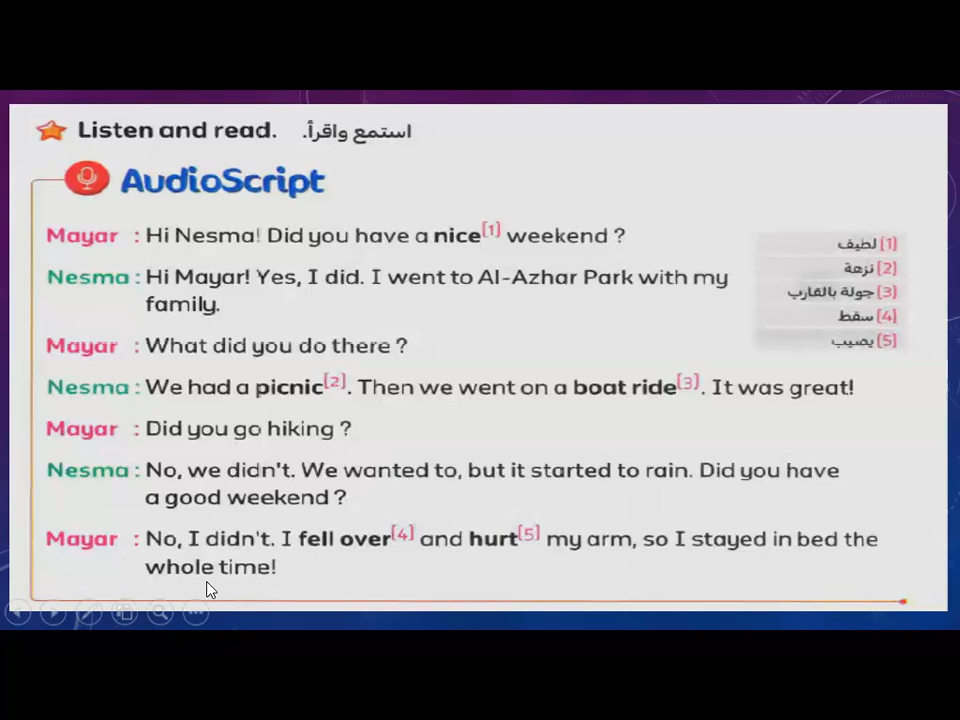 Listen and read. استمع واقرأ.
AudioScript
Mayar : Hi Nesma! Did you have a nice[1] weekend ?
Nesma : Hi Mayar! Yes, I did. I went to Al-Azhar Park with my
family.
Mayar : What did you do there ?
Nesma : We had a picnic[2]. Then we went on a boat ride[3]. It was great!
Mayar : Did you go hiking ?
Nesma : No, we didn't. We wanted to, but it started to rain. Did you have
a good weekend ?
Mayar : No, I didn't. I fell over[4] and hurt[5] my arm, so I stayed in bed the
whole time!
[1] لطيف
[2] نزهة
[3] جولة بالقارب
[4] سقط
[5] يصيب